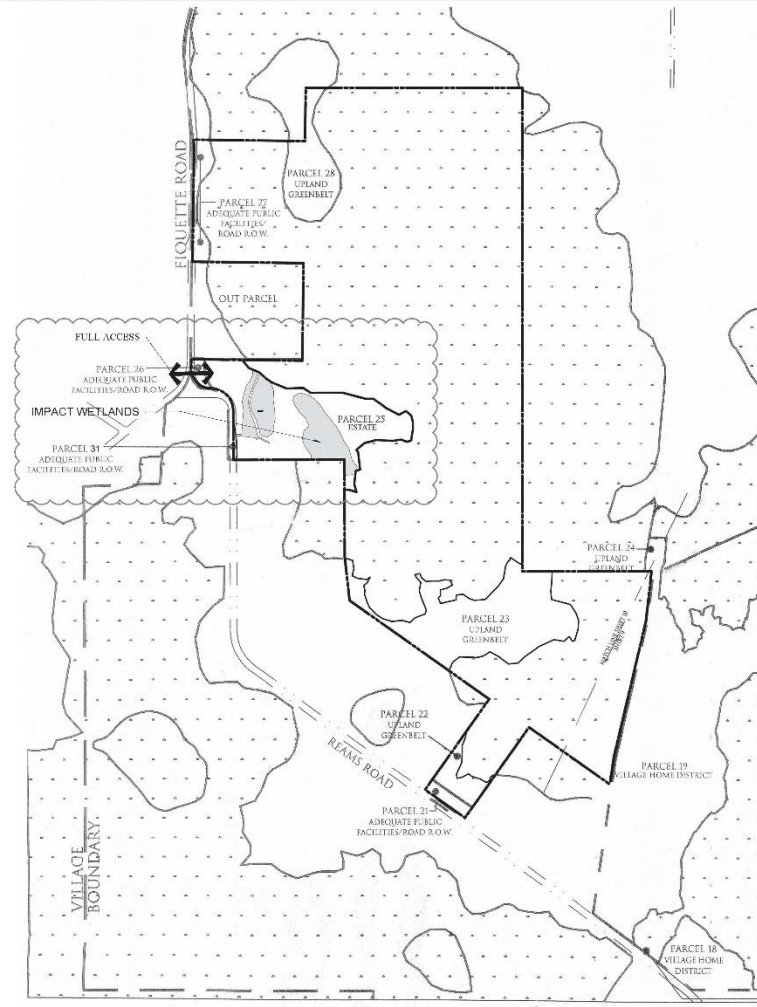 FIQUETTE ROAD
PARCEL 28
UPLAND
GREENBELT
PARCEL 27
ADEQUATE PUBLIC
FACILITIES/
ROAD R.O.W.
OUT PARCEL
FULL ACCESS
PARCEL 26
ADEQUATE PUBLIC
FACILITIES/ROAD R.O.W.
IMPACT WETLANDS
PARCEL 25
ESTATE
PARCEL 31
ADEQUATE PUBLIC
FACILITIES/ROAD R.O.W.
PARCEL 24
UPLAND
GREENBELT
PARCEL 23
UPLAND
GREENBELT
PARCEL 22
UPLAND
GREENBELT
REAMS ROAD
PARCEL 19
VILLAGE HOME DISTRICT
PARCEL 21
ADEQUATE PUBLIC
FACILITIES/ROAD R.O.W.
VILLAGE
BOUNDARY
PARCEL 18
VILLAGE HOME
DISTRICT